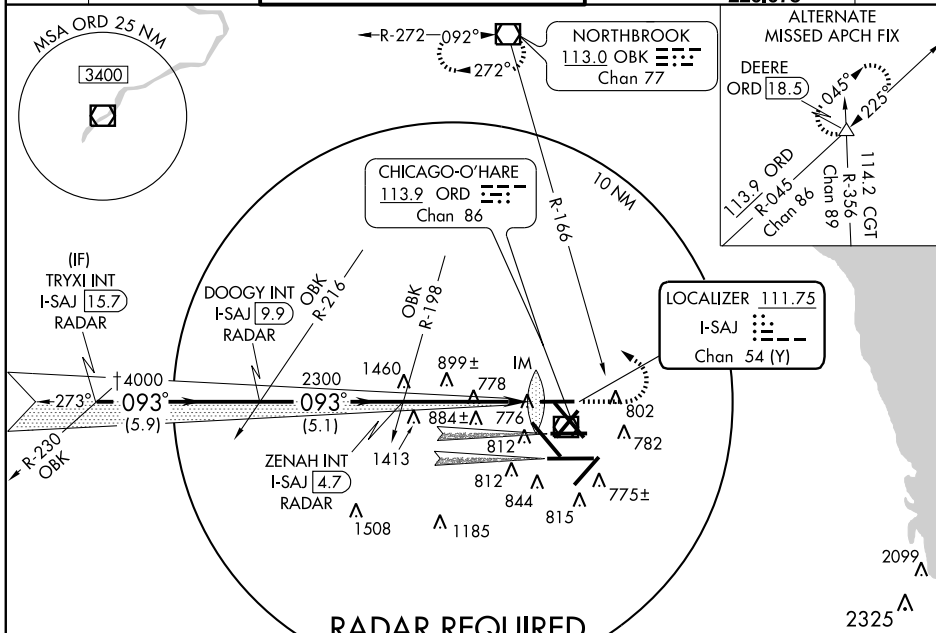 MSA ORD 25 NM
3400
R-272
092°
272°
NORTHBROOK
113.0 OBK
Chan 77
ALTERNATE
MISSED APCH FIX
DEERE
ORD 18.5
045°
225°
113.9 ORD
R-045
Chan 86
114.2 CGT
R-356
Chan 89
CHICAGO-O'HARE
113.9 ORD
Chan 86
10 NM
R-166
(IF)
TRYXI INT
I-SAJ 15.7
RADAR
DOOGY INT
I-SAJ 9.9
RADAR
OBK
R-216
OBK
R-198
LOCALIZER 111.75
I-SAJ
Chan 54 (Y)
†4000
2300
1460
899±
778
IM
273°
093°
093°
(5.9)
(5.1)
884±
776
802
R-230
OBK
1413
812
782
ZENAH INT
I-SAJ 4.7
RADAR
812
844
815
775±
1508
1185
2099
2325
RADAR REQUIRED